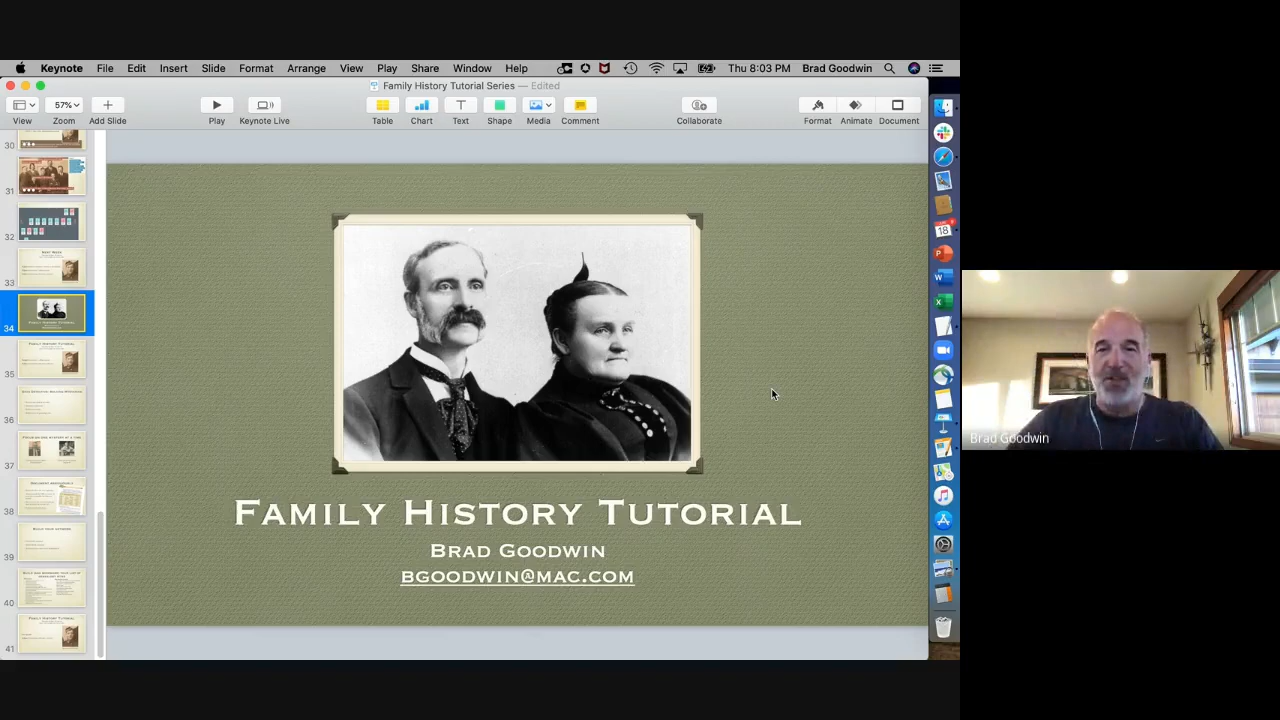 Keynote File Edit Insert Slide Format Arrange View Play Share Window Help Thu 8:03 PM Brad Goodwin
Family History Tutorial Series — Edited
57%
View Zoom Add Slide Play Keynote Live Table Chart Text Shape Media Comment Collaborate Format Animate Document
30
31
32
33
34
35
36
37
38
39
40
41
18
Family History Tutorial
Brad Goodwin
bgoodwin@mac.com
Brad Goodwin